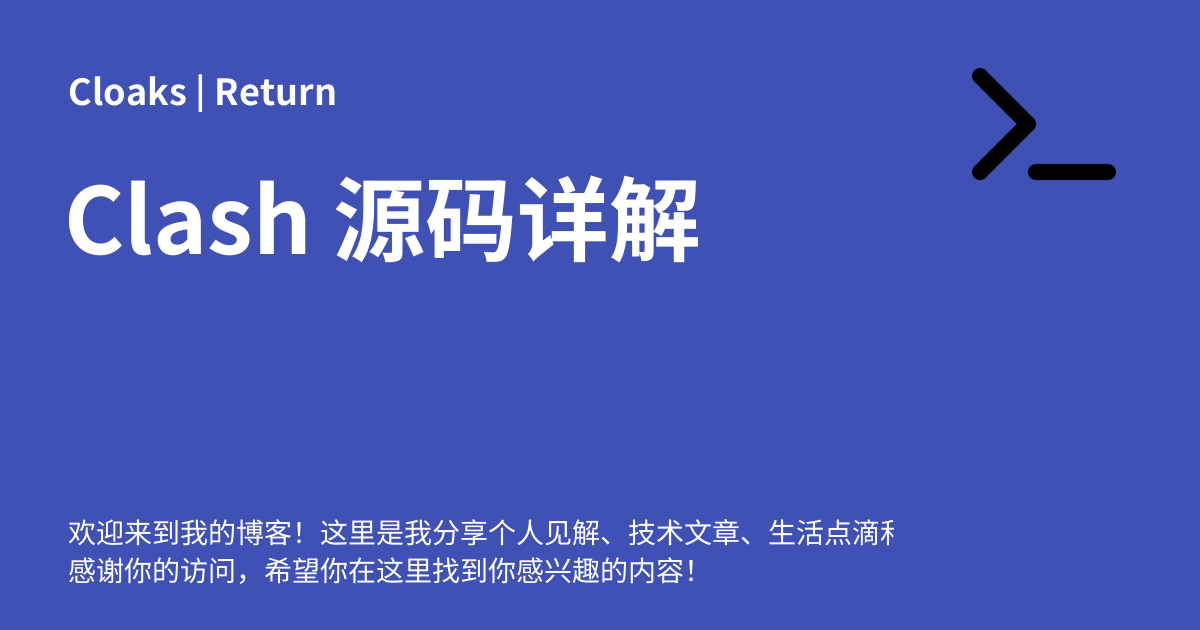 Cloaks | Return
Clash 源码详解
欢迎来到我的博客！这里是我分享个人见解、技术文章、生活点滴
感谢你的访问，希望你在这里找到你感兴趣的内容！